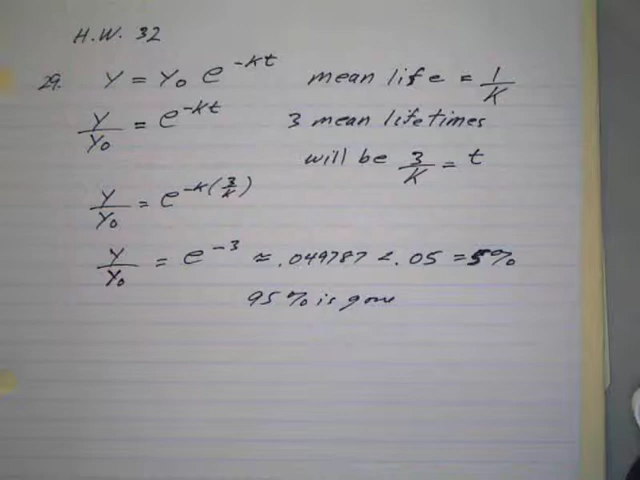 H.W. 32
29. Y = Y₀ e^{-Kt} mean life = 1/K
Y/Y₀ = e^{-Kt} 3 mean lifetimes
will be 3/K = t
Y/Y₀ = e^{-K(3/K)}
Y/Y₀ = e^{-3} ≈ .049787 < .05 = 5%
95% is gone